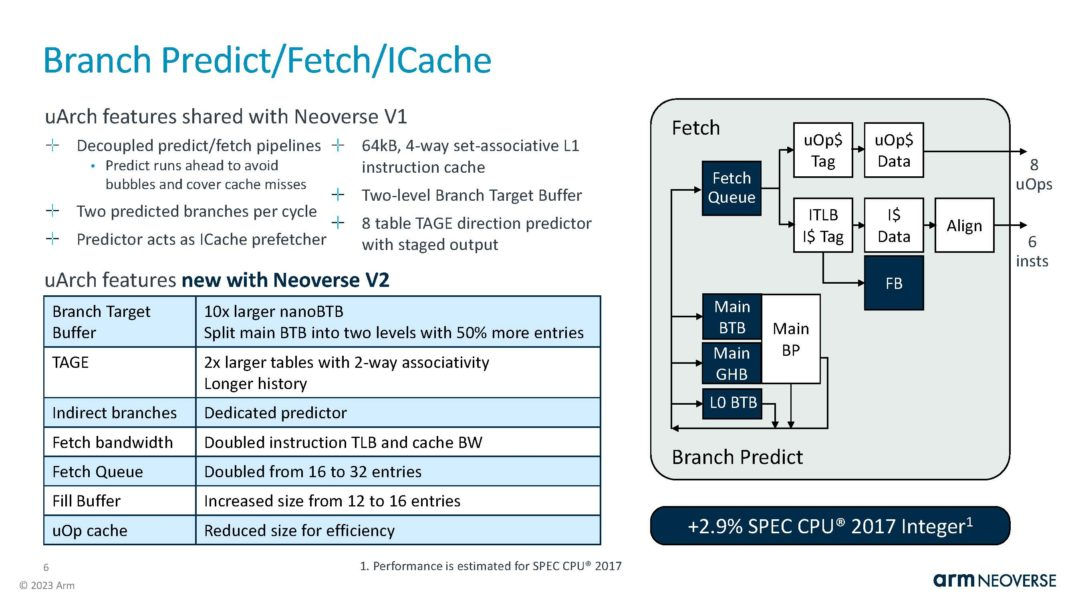 Branch Predict/Fetch/ICache
uArch features shared with Neoverse V1
Decoupled predict/fetch pipelines
• Predict runs ahead to avoid
bubbles and cover cache misses
Two predicted branches per cycle
Predictor acts as ICache prefetcher
64kB, 4-way set-associative L1
instruction cache
Two-level Branch Target Buffer
8 table TAGE direction predictor
with staged output
uArch features new with Neoverse V2
Branch Target
Buffer
10x larger nanoBTB
Split main BTB into two levels with 50% more entries
TAGE
2x larger tables with 2-way associativity
Longer history
Indirect branches
Dedicated predictor
Fetch bandwidth
Doubled instruction TLB and cache BW
Fetch Queue
Doubled from 16 to 32 entries
Fill Buffer
Increased size from 12 to 16 entries
uOp cache
Reduced size for efficiency
Fetch
Fetch
Queue
uOp$
Tag
uOp$
Data
8
uOps
ITLB
I$ Tag
I$
Data
Align
6
insts
FB
Main
BTB
Main
GHB
Main
BP
L0 BTB
Branch Predict
+2.9% SPEC CPU® 2017 Integer1
1. Performance is estimated for SPEC CPU® 2017
6
© 2023 Arm
arm NEOVERSE